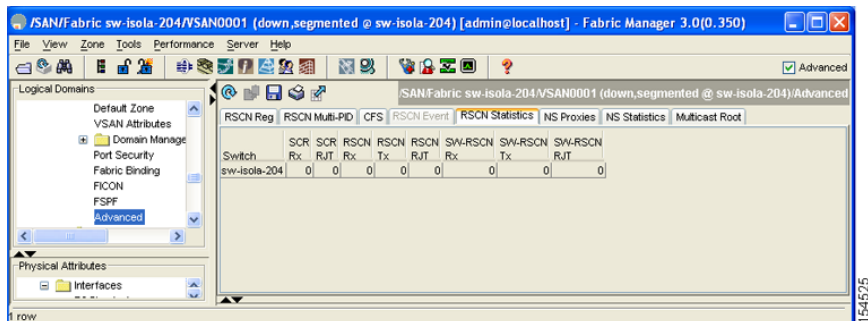 /SAN/Fabric sw-isola-204/VSAN0001 (down,segmented @ sw-isola-204) [admin@localhost] - Fabric Manager 3.0(0.350)
File View Zone Tools Performance Server Help
Advanced
Logical Domains
Default Zone
VSAN Attributes
Domain Manage
Port Security
Fabric Binding
FICON
FSPF
Advanced
Physical Attributes
Interfaces
/SAN/Fabric sw-isola-204/VSAN0001 (down,segmented @ sw-isola-204)/Advanced
RSCN Reg RSCN Multi-PID CFS RSCN Event RSCN Statistics NS Proxies NS Statistics Multicast Root
SCR SCR RSCN RSCN RSCN SW-RSCN SW-RSCN SW-RSCN
Switch Rx RJT Rx Tx RJT Rx Tx RJT
sw-isola-204 0 0 0 0 0 0 0 0
1 row
154525